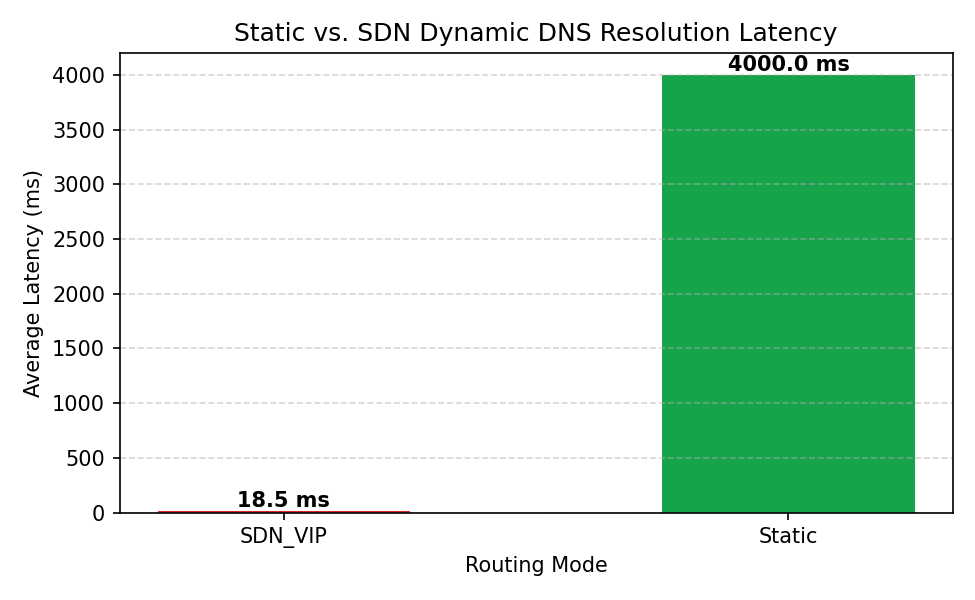 Static vs. SDN Dynamic DNS Resolution Latency
4000.0 ms
4000
3500
3000
2500
2000
1500
1000
500
0
Average Latency (ms)
18.5 ms
SDN_VIP
Static
Routing Mode